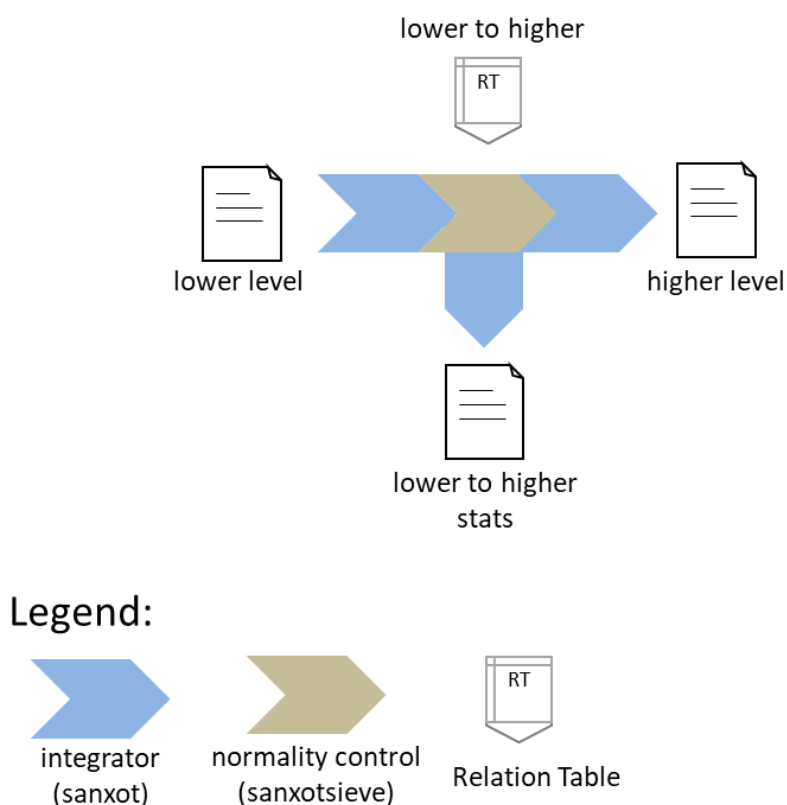 lower to higher
RT
lower level
higher level
lower to higher
stats
Legend:
RT
integrator
(sanxot)
normality control
(sanxotsieve)
Relation Table